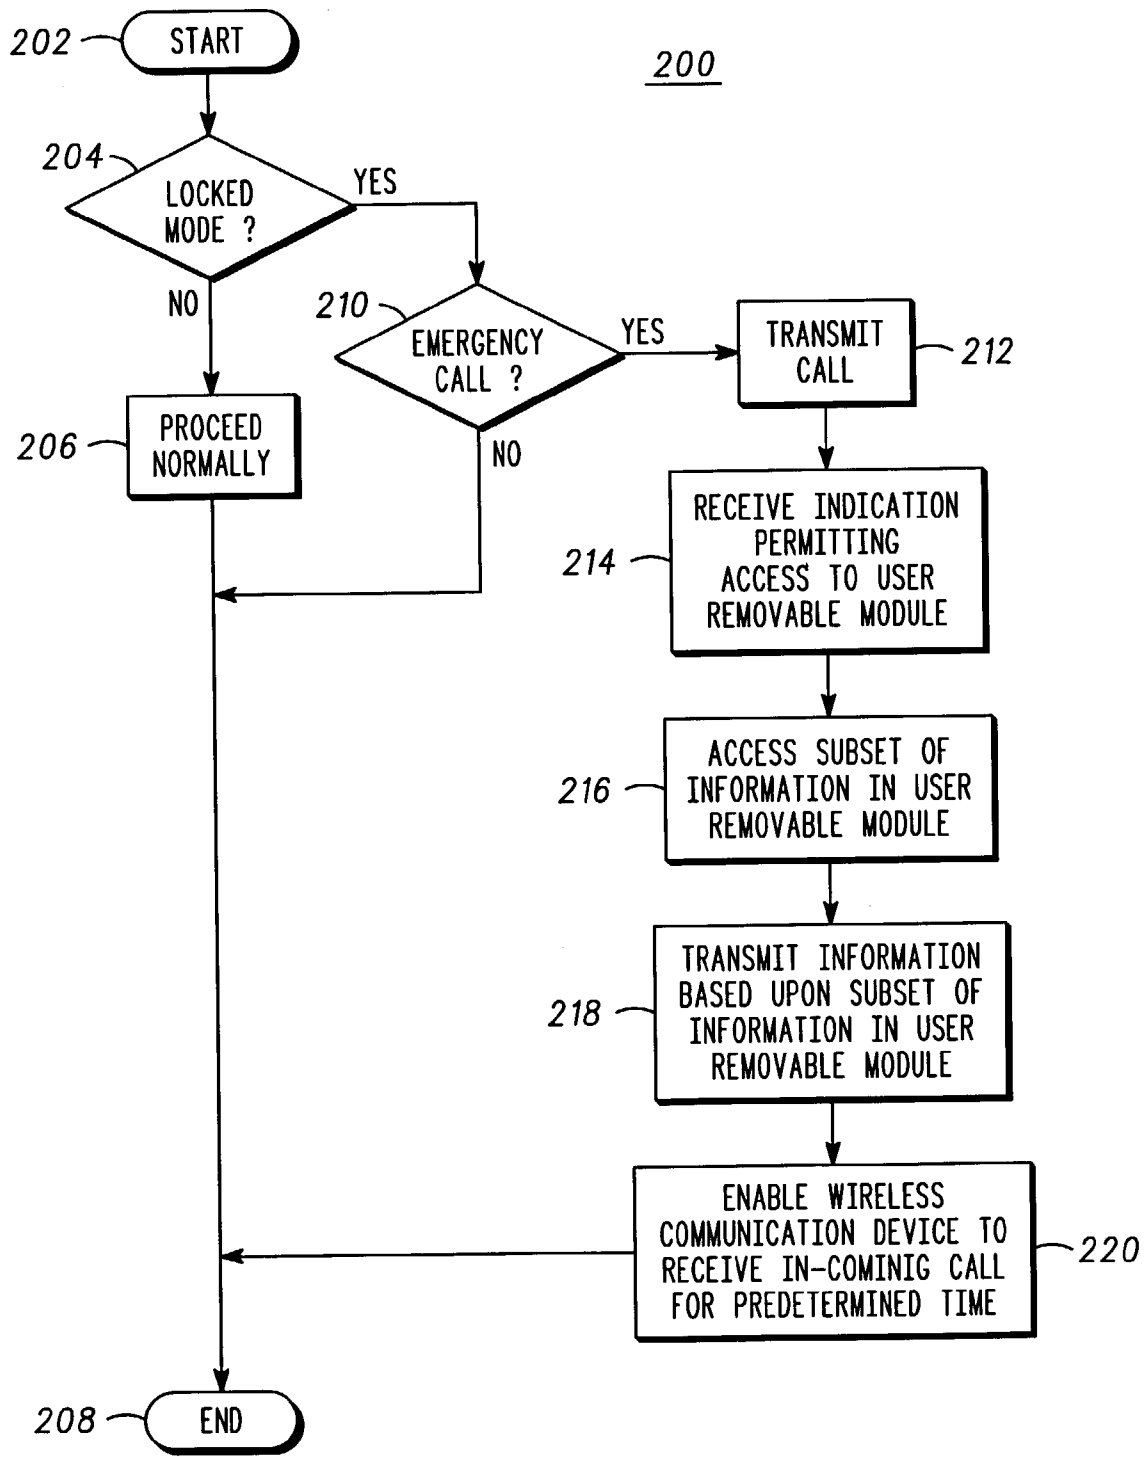 202
START
200
204
LOCKED
MODE ?
YES
NO
210
EMERGENCY
CALL ?
YES
NO
TRANSMIT
CALL
212
206
PROCEED
NORMALLY
214
RECEIVE INDICATION
PERMITTING
ACCESS TO USER
REMOVABLE MODULE
216
ACCESS SUBSET OF
INFORMATION IN USER
REMOVABLE MODULE
218
TRANSMIT INFORMATION
BASED UPON SUBSET OF
INFORMATION IN USER
REMOVABLE MODULE
ENABLE WIRELESS
COMMUNICATION DEVICE TO
RECEIVE IN-COMINIG CALL
FOR PREDETERMINED TIME
220
208
END